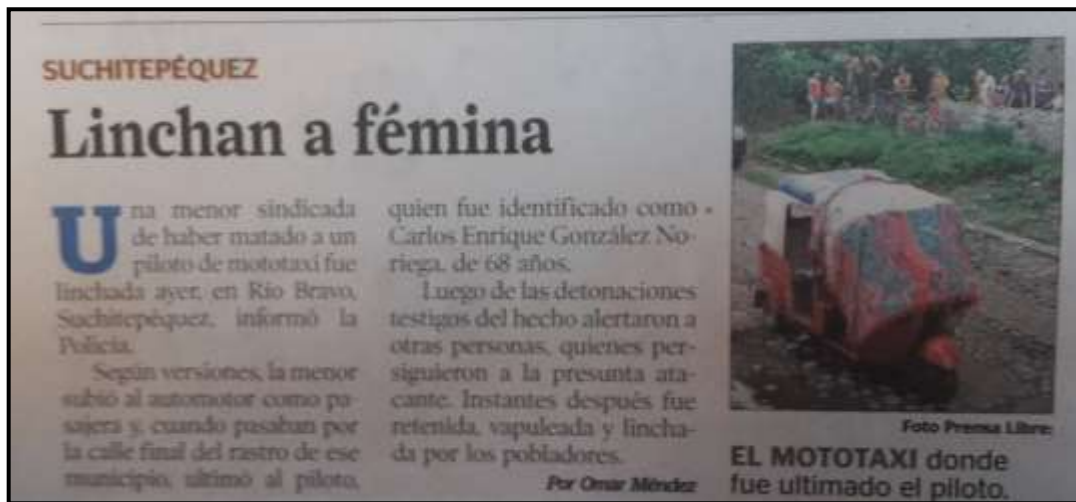 SUCHITEPÉQUEZ
Linchan a fémina
Una menor sindicada
de haber matado a un
piloto de mototaxi fue
linchada ayer, en Río Bravo,
Suchitepéquez, informó la
Policía.
Según versiones, la menor
subió al automotor como pa-
sajera y, cuando pasaban por
la calle final del rastro de ese
municipio, ultimó al piloto,
quien fue identificado como
Carlos Enrique González No-
riega, de 68 años.
Luego de las detonaciones
testigos del hecho alertaron a
otras personas, quienes per-
siguieron a la presunta ata-
cante. Instantes después fue
retenida, vapuleada y lincha-
da por los pobladores.
Por Omar Méndez
Foto Prensa Libre:
EL MOTOTAXI donde
fue ultimado el piloto.